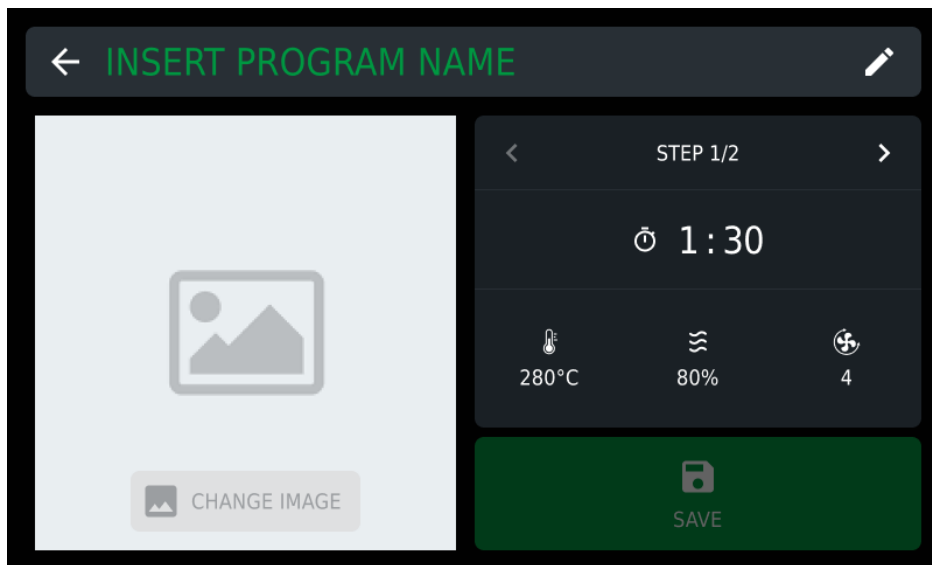 INSERT PROGRAM NAME
STEP 1/2
1:30
280°C 80% 4
CHANGE IMAGE
SAVE